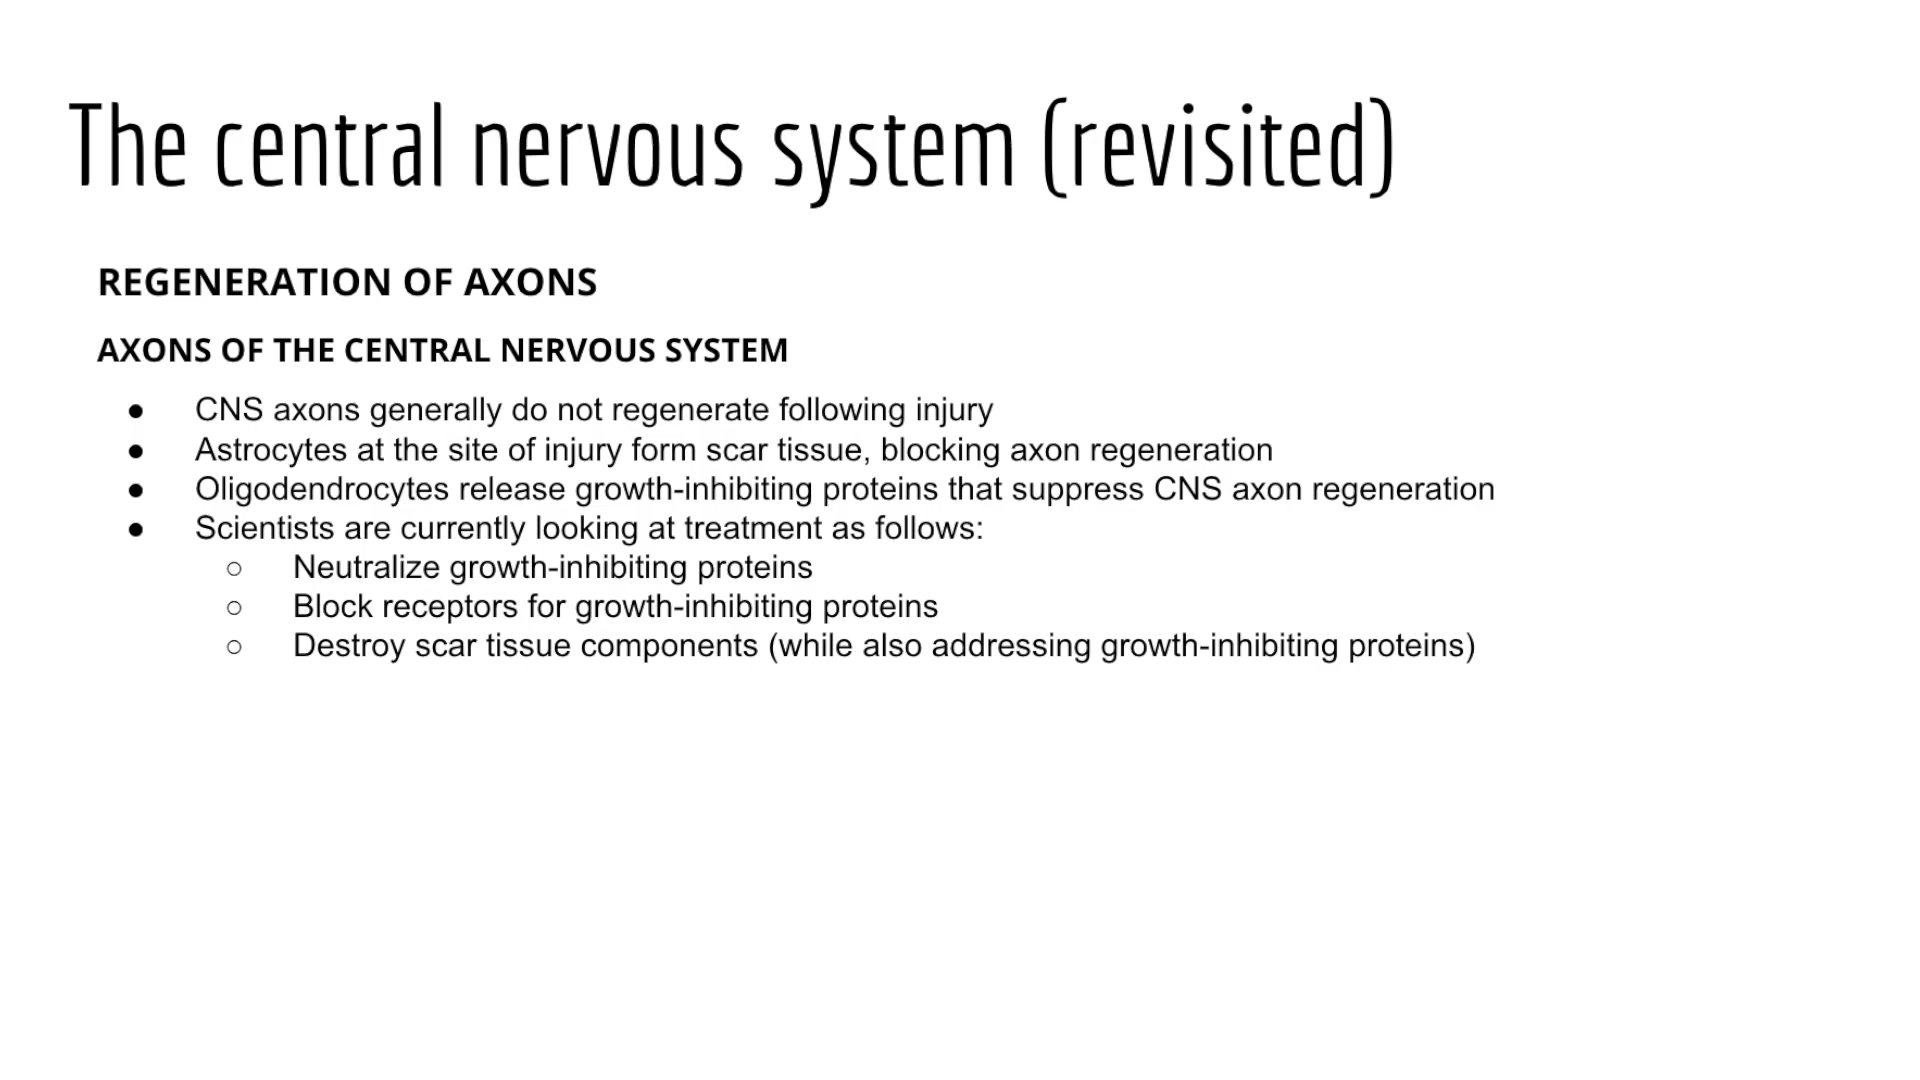 The central nervous system (revisited)
REGENERATION OF AXONS
AXONS OF THE CENTRAL NERVOUS SYSTEM
● CNS axons generally do not regenerate following injury
● Astrocytes at the site of injury form scar tissue, blocking axon regeneration
● Oligodendrocytes release growth-inhibiting proteins that suppress CNS axon regeneration
● Scientists are currently looking at treatment as follows:
○ Neutralize growth-inhibiting proteins
○ Block receptors for growth-inhibiting proteins
○ Destroy scar tissue components (while also addressing growth-inhibiting proteins)